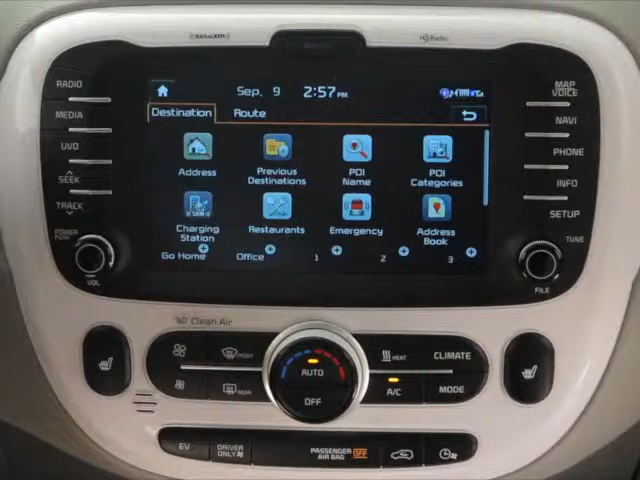 SiriusXM
HD Radio
RADIO
MEDIA
UVO
SEEK
TRACK
POWER
PUSH
VOL
Sep. 9 2:57PM
Destination Route
Address
Previous
Destinations
POI
Name
POI
Categories
Charging
Station
Restaurants
Emergency
Address
Book
Go Home Office 1 2 3
MAP
VOICE
NAVI
PHONE
INFO
SETUP
TUNE
FILE
Clean Air
FRONT
REAR
AUTO
OFF
HEAT
CLIMATE
A/C
MODE
EV
DRIVER
ONLY
PASSENGER
AIR BAG OFF